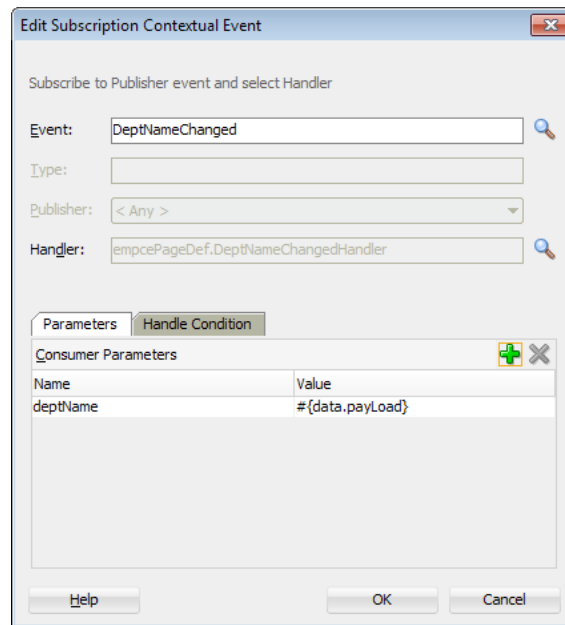 Edit Subscription Contextual Event
Subscribe to Publisher event and select Handler
Event: DeptNameChanged
Type:
Publisher: < Any >
Handler: empcePageDef.DeptNameChangedHandler
Parameters Handle Condition
Consumer Parameters
Name Value
deptName #{data.payLoad}
Help OK Cancel